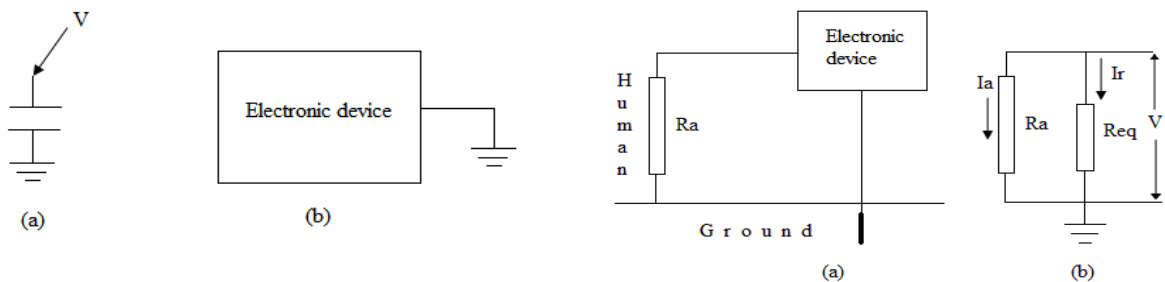 V
Electronic device
(a)
(b)
Electronic
device
H
u
m
a
n
Ra
G r o u n d
(a)
Ia
Ir
Ra
Req
V
(b)